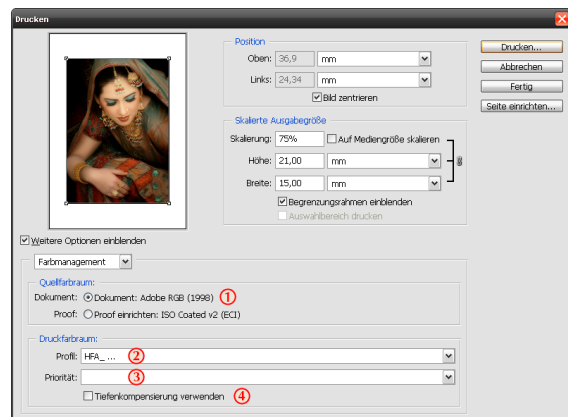 Drucken
Position
Oben: 36,9 mm
Links: 24,34 mm
Bild zentrieren
Skalierte Ausgabegröße
Skalierung: 75% Auf Mediengröße skalieren
Höhe: 21,00 mm
Breite: 15,00 mm
Begrenzungsrahmen einblenden
Auswahlbereich drucken
Drucken...
Abbrechen
Fertig
Seite einrichten...
Weitere Optionen einblenden
Farbmanagement
Quellfarbraum:
Dokument: Dokument: Adobe RGB (1998) 1
Proof: Proof einrichten: ISO Coated v2 (ECI)
Druckfarbraum:
Profil: HFA_ ... 2
Priorität: 3
Tiefenkompensierung verwenden 4